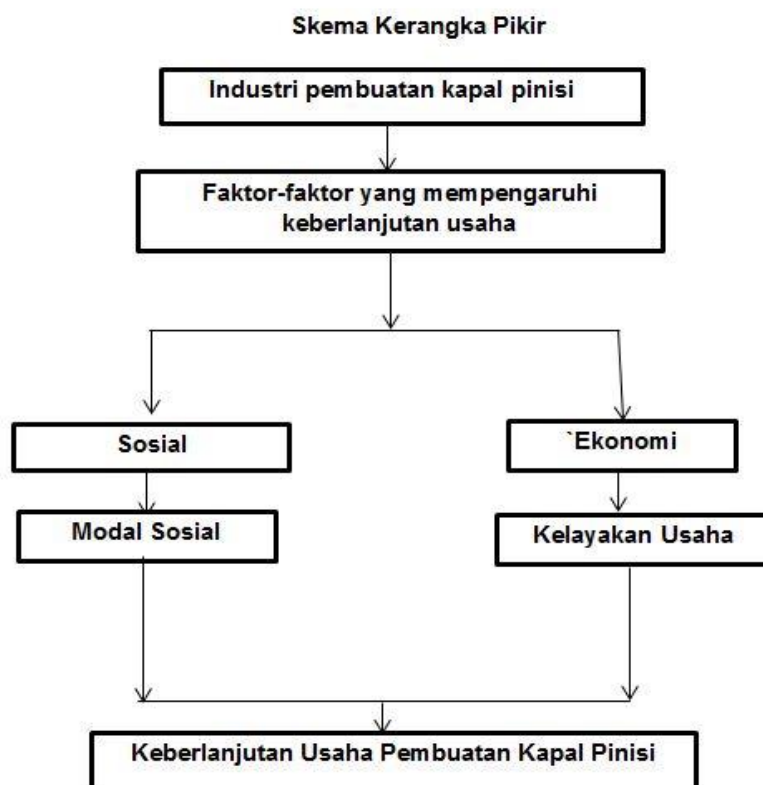 Skema Kerangka Pikir
Industri pembuatan kapal pinisi
Faktor-faktor yang mempengaruhi
keberlanjutan usaha
Sosial
`Ekonomi
Modal Sosial
Kelayakan Usaha
Keberlanjutan Usaha Pembuatan Kapal Pinisi